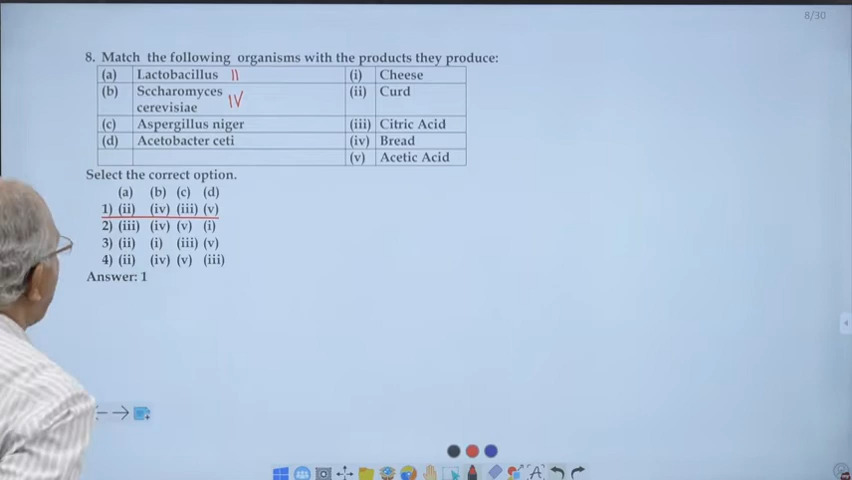 8/30
8. Match the following organisms with the products they produce:
(a) Lactobacillus II (i) Cheese
(b) Sccharomyces cerevisiae IV (ii) Curd
(c) Aspergillus niger (iii) Citric Acid
(d) Acetobacter ceti (iv) Bread
(v) Acetic Acid
Select the correct option.
(a) (b) (c) (d)
1) (ii) (iv) (iii) (v)
2) (iii) (iv) (v) (i)
3) (ii) (i) (iii) (v)
4) (ii) (iv) (v) (iii)
Answer: 1